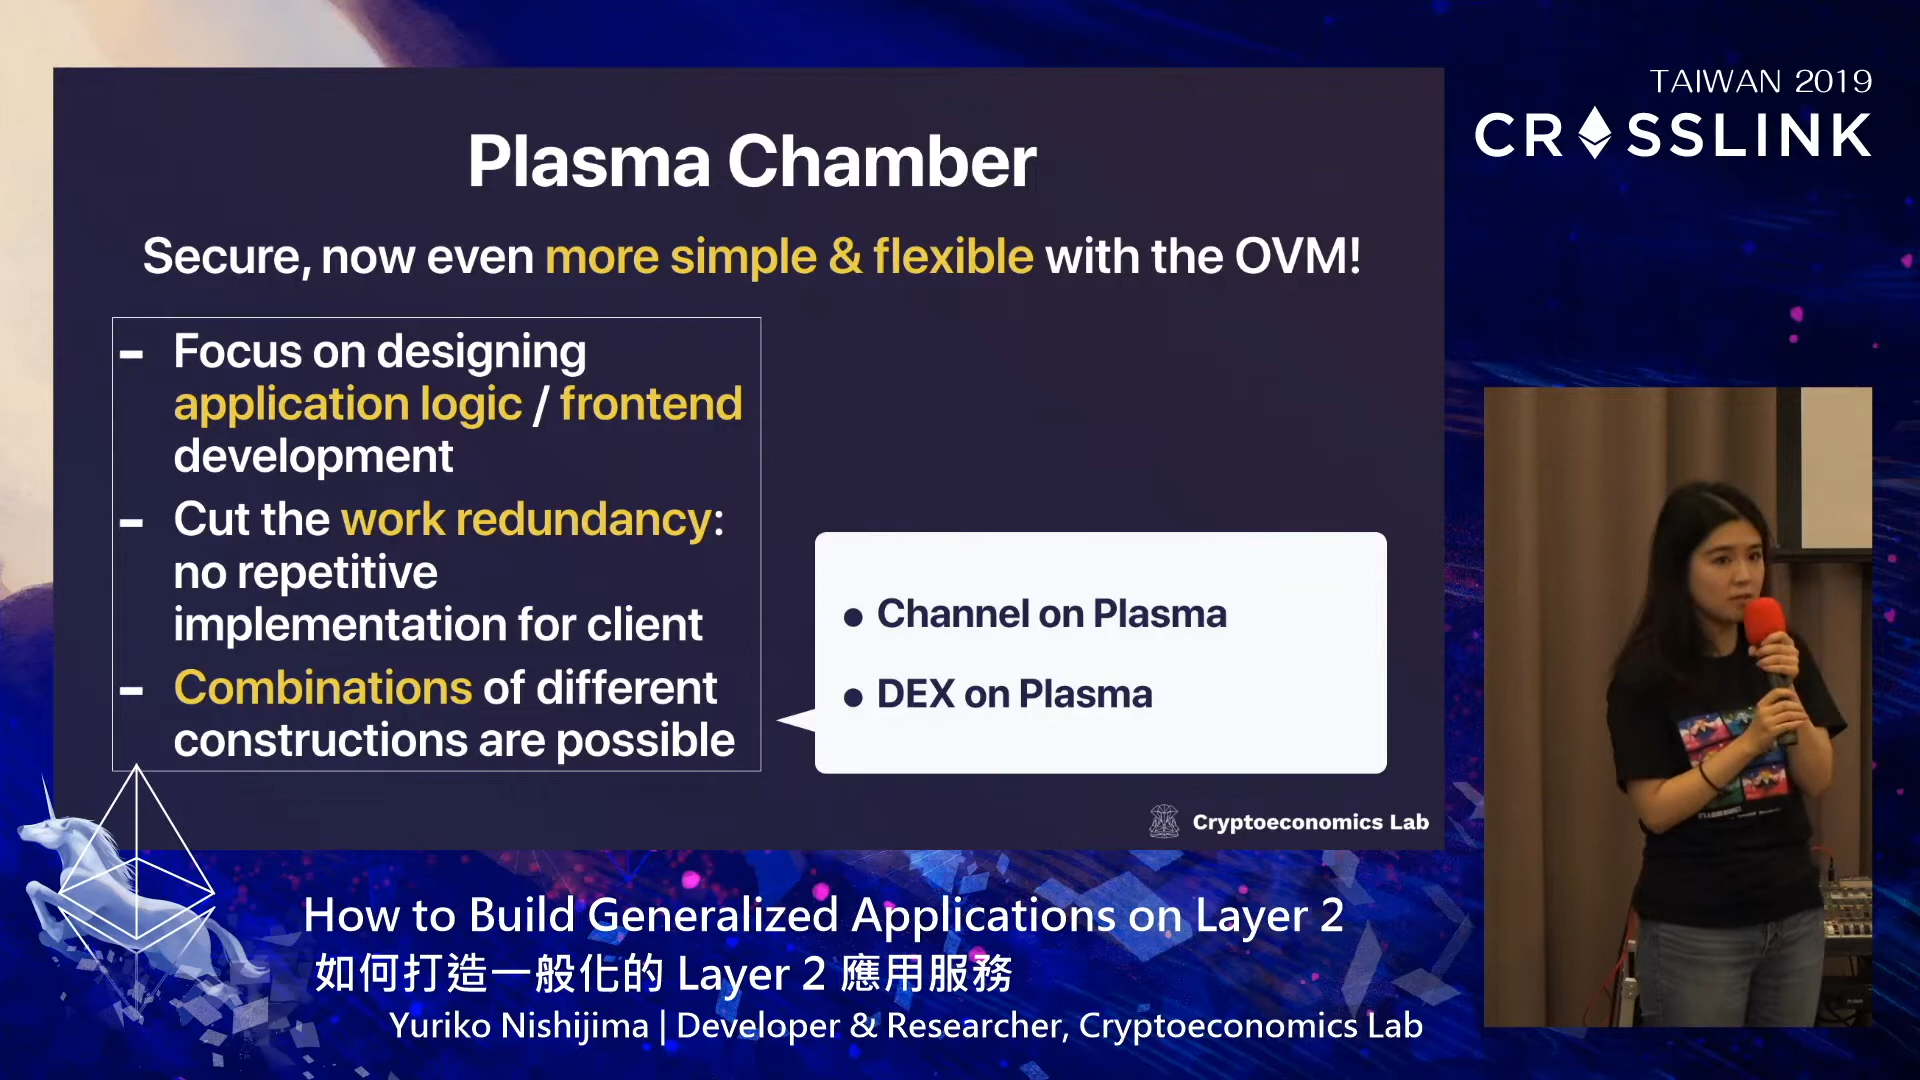 Plasma Chamber
Secure, now even more simple & flexible with the OVM!
- Focus on designing
application logic / frontend
development
- Cut the work redundancy:
no repetitive
implementation for client
- Combinations of different
constructions are possible
● Channel on Plasma
● DEX on Plasma
Cryptoeconomics Lab
TAIWAN 2019
CROSSLINK
How to Build Generalized Applications on Layer 2
如何打造一般化的 Layer 2 應用服務
Yuriko Nishijima | Developer & Researcher, Cryptoeconomics Lab